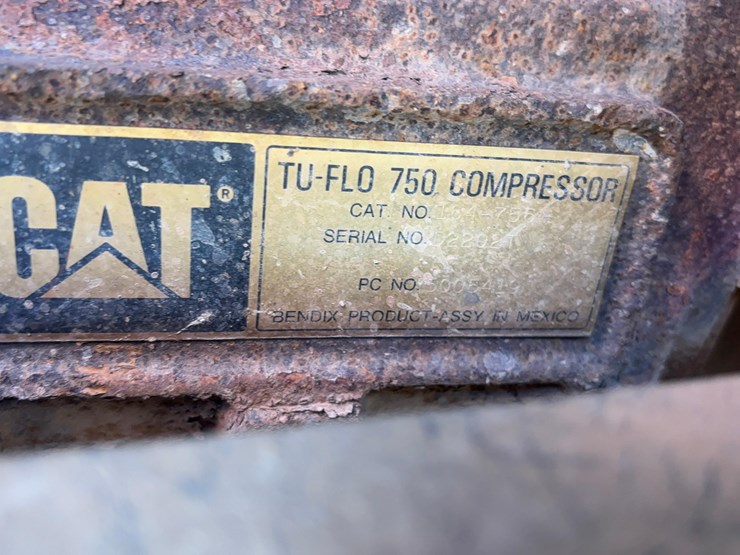 CAT®
TU-FLO 750 COMPRESSOR
CAT. NO.
SERIAL NO.
PC NO.
BENDIX PRODUCT-ASSY. IN MEXICO